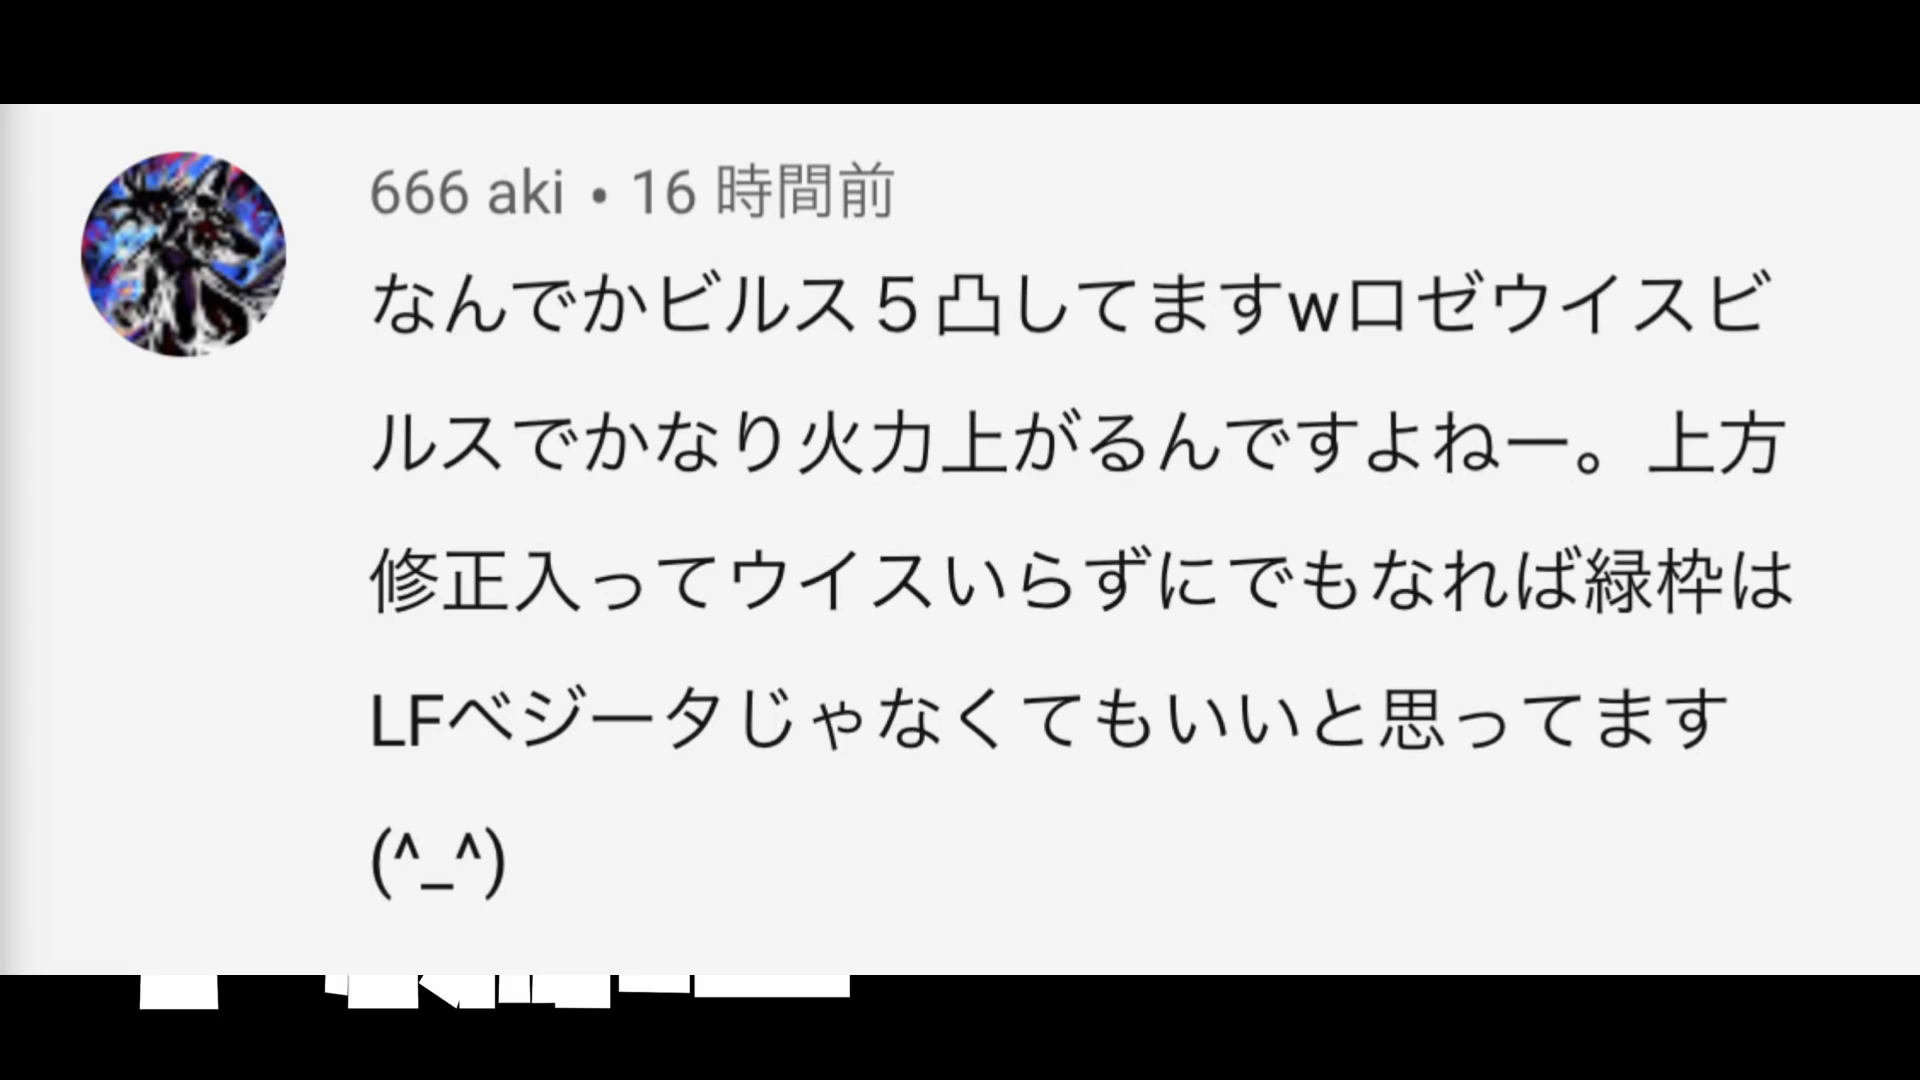 666 aki • 16 時間前
なんでかビルス５凸してますwロゼウイスビ
ルスでかなり火力上がるんですよねー。上方
修正入ってウイスいらずにでもなれば緑枠は
LFベジータじゃなくてもいいと思ってます
(^_^)